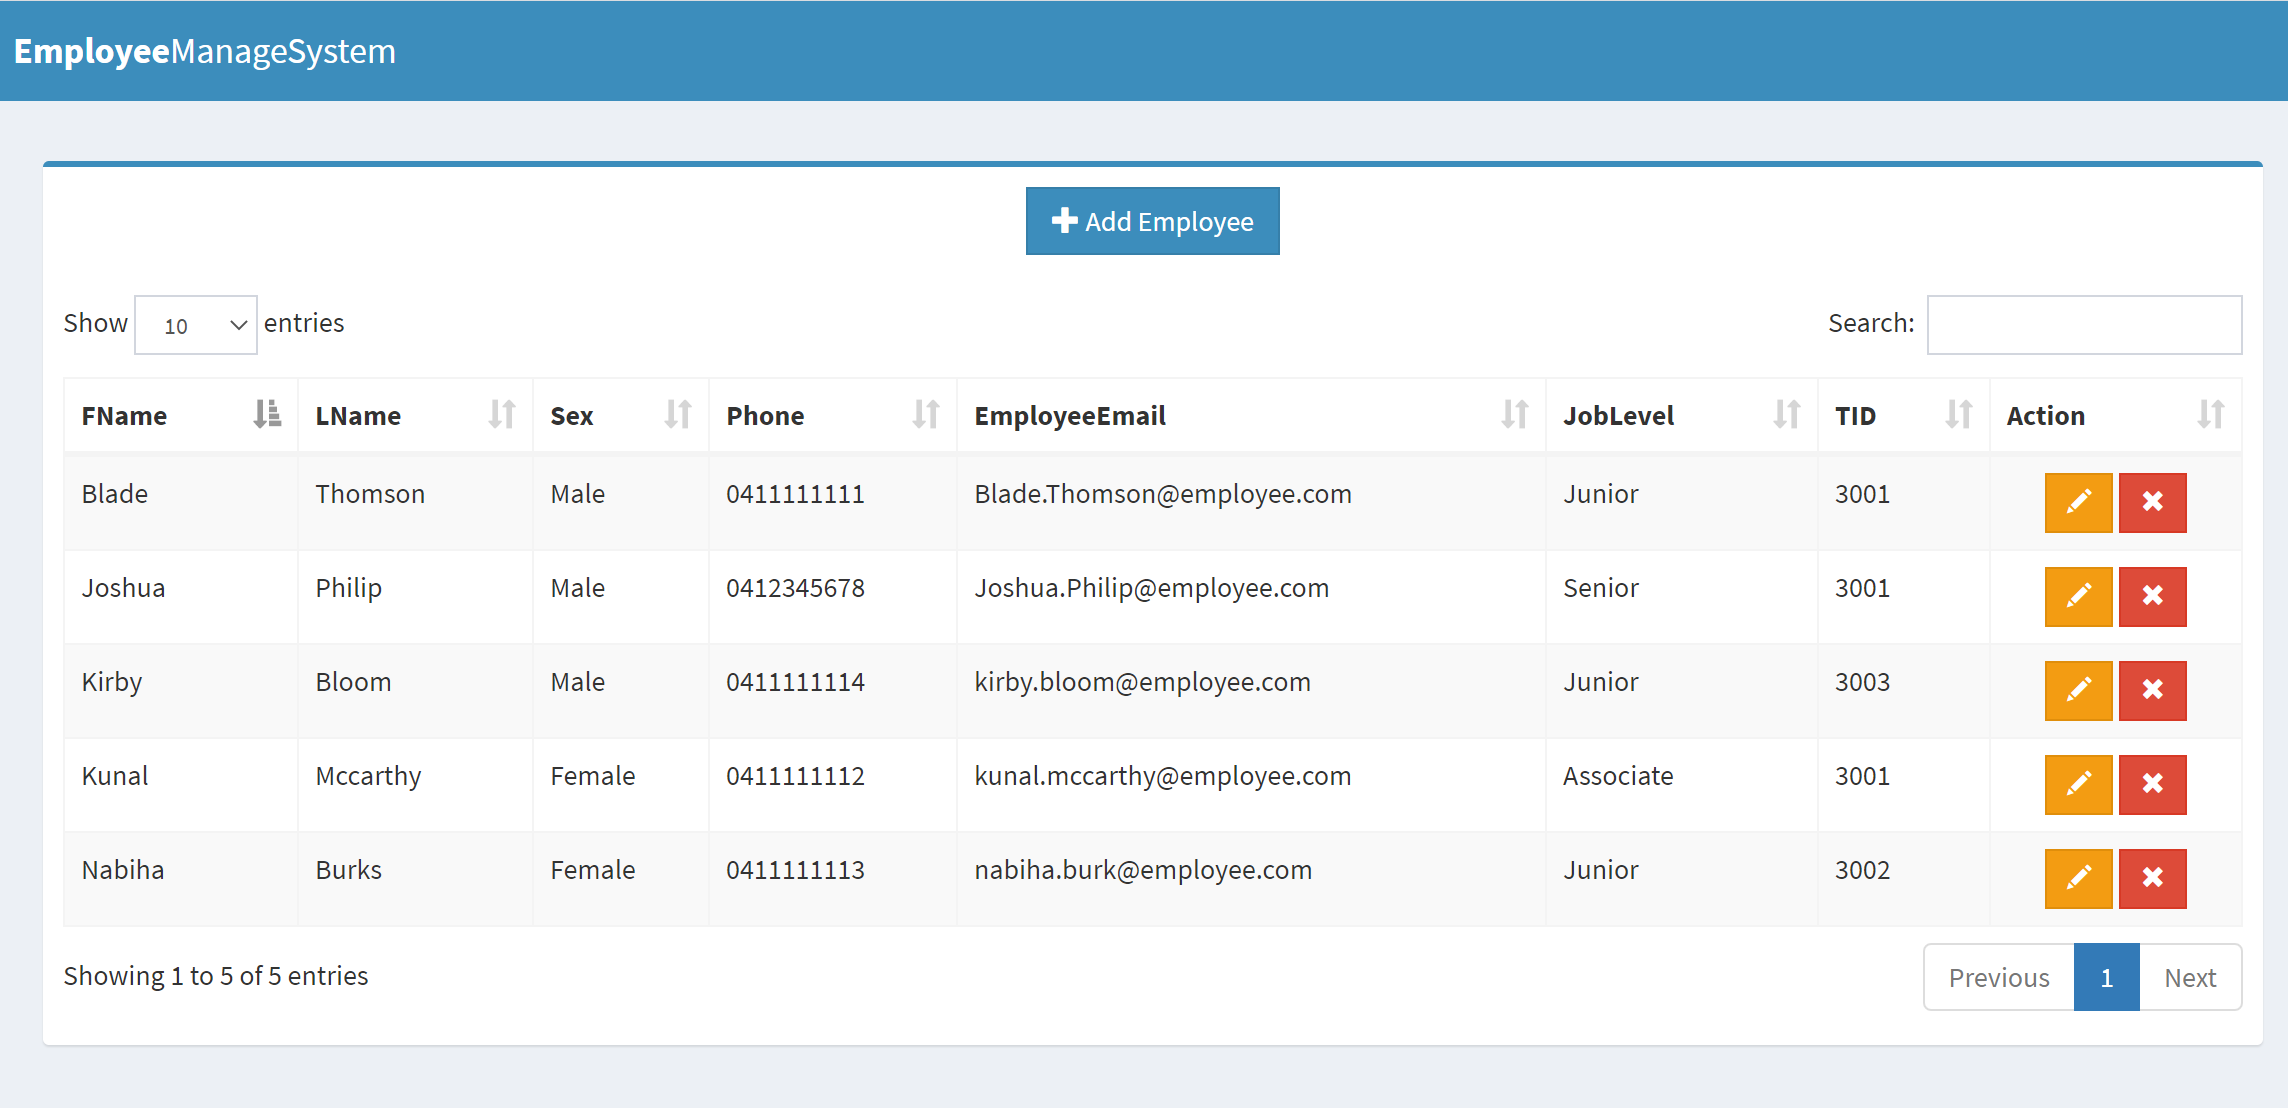 EmployeeManageSystem
Add Employee
Show 10 entries Search:
FName LName Sex Phone EmployeeEmail JobLevel TID Action
Blade Thomson Male 0411111111 Blade.Thomson@employee.com Junior 3001
Joshua Philip Male 0412345678 Joshua.Philip@employee.com Senior 3001
Kirby Bloom Male 0411111114 kirby.bloom@employee.com Junior 3003
Kunal Mccarthy Female 0411111112 kunal.mccarthy@employee.com Associate 3001
Nabiha Burks Female 0411111113 nabiha.burk@employee.com Junior 3002
Showing 1 to 5 of 5 entries Previous 1 Next